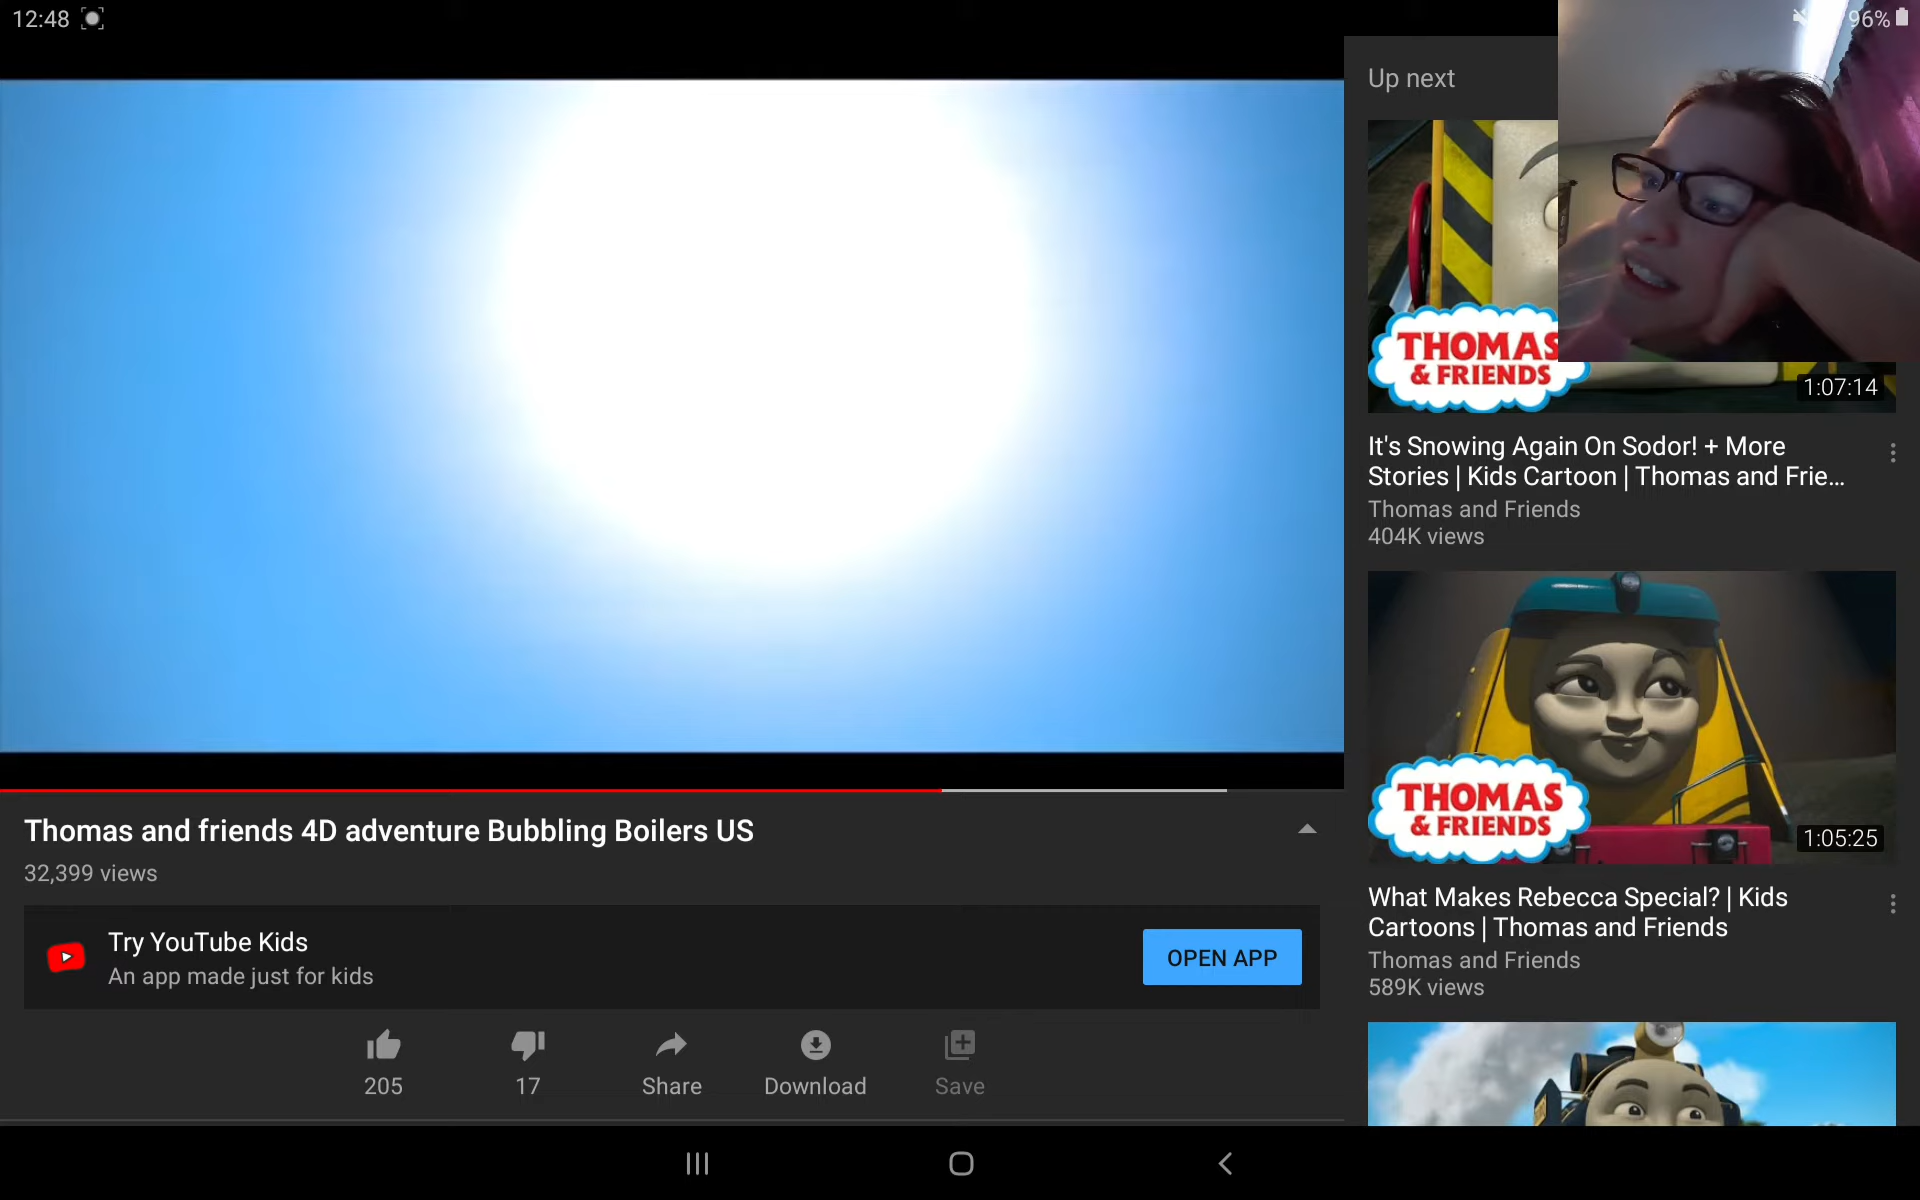 12:48
96%
Up next
THOMAS
& FRIENDS
1:07:14
It's Snowing Again On Sodor! + More
Stories | Kids Cartoon | Thomas and Frie...
Thomas and Friends
404K views
THOMAS
& FRIENDS
1:05:25
What Makes Rebecca Special? | Kids
Cartoons | Thomas and Friends
Thomas and Friends
589K views
Thomas and friends 4D adventure Bubbling Boilers US
32,399 views
Try YouTube Kids
An app made just for kids
OPEN APP
205
17
Share
Download
Save